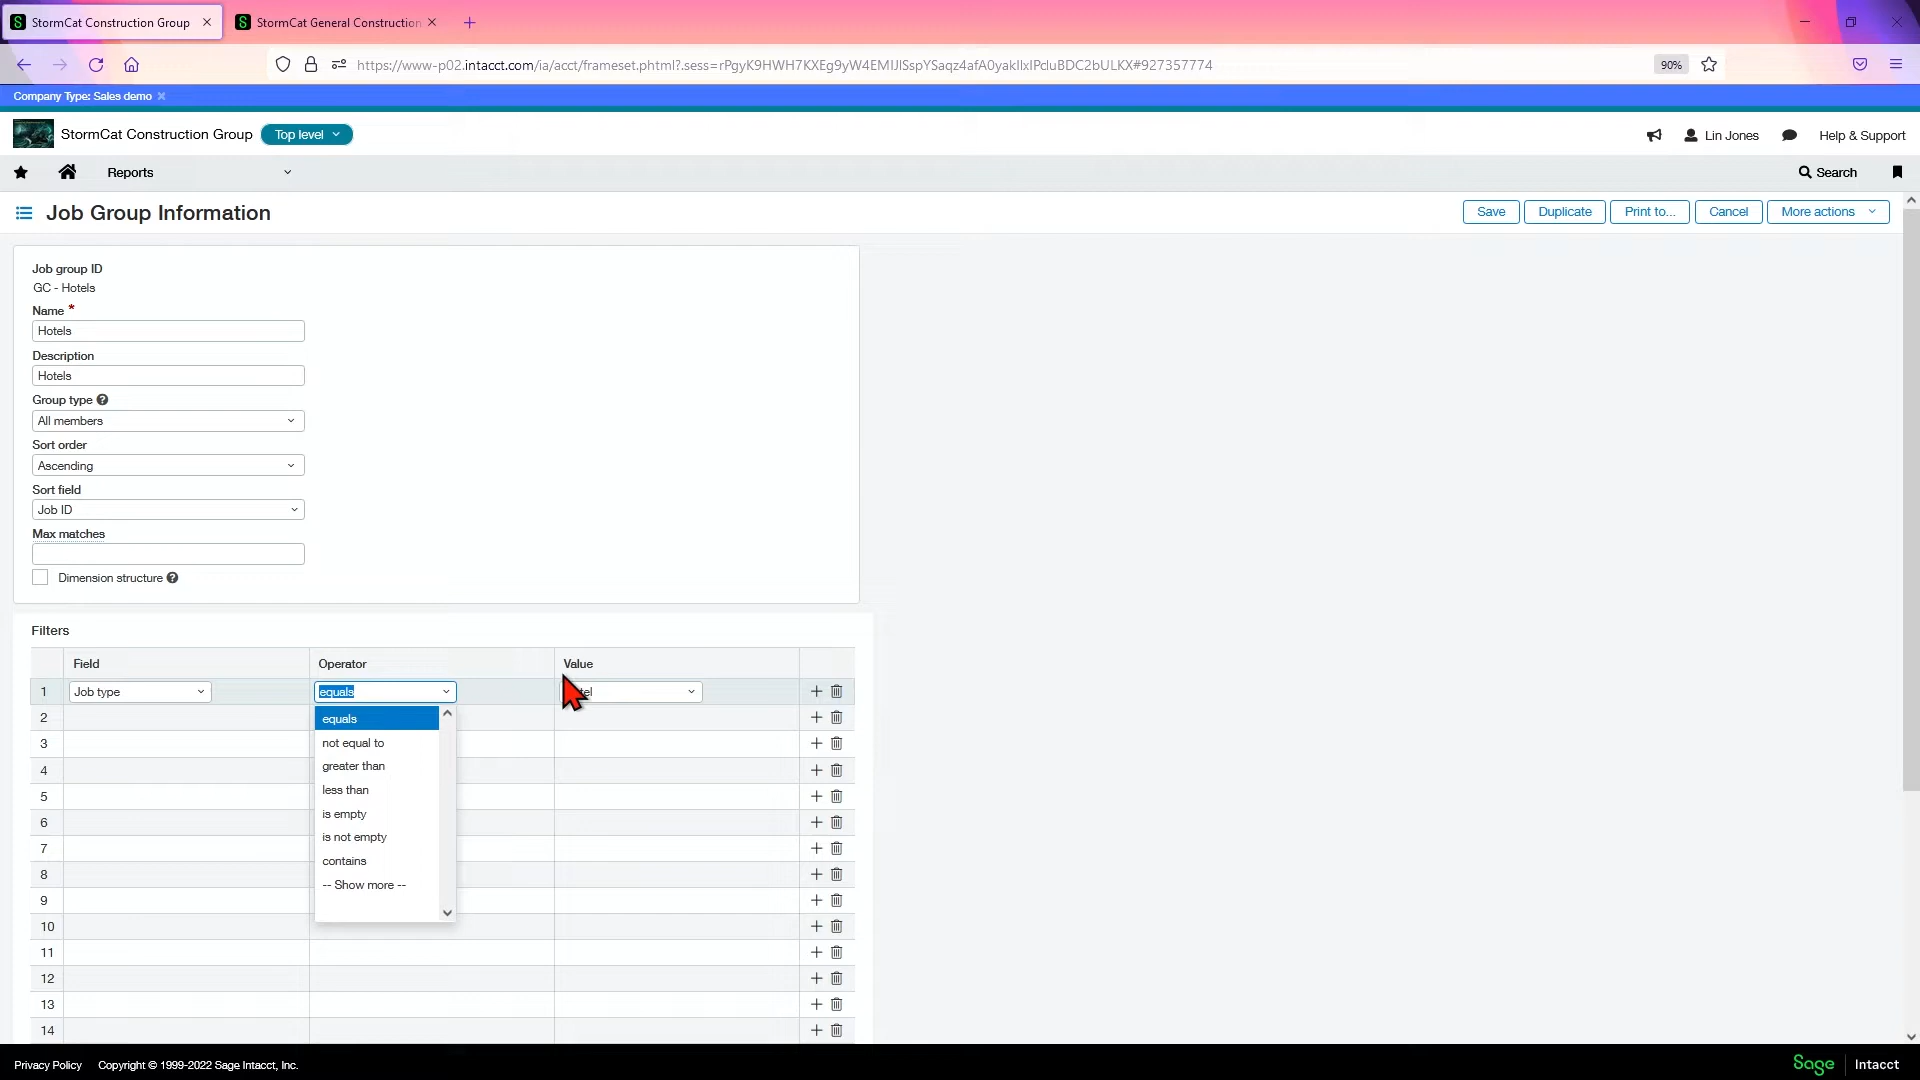 StormCat Construction Group
StormCat General Construction
https://www-p02.intacct.com/ia/acct/frameset.phtml?.sess=rPgyK9HWH7KXEg9yW4EMIJlSspYSaqz4afA0yakIlxIPcluBDC2bULKX#927357774
90%
Company Type: Sales demo
StormCat Construction Group
Top level
Lin Jones
Help & Support
Reports
Search
Job Group Information
Save
Duplicate
Print to...
Cancel
More actions
Job group ID
GC - Hotels
Name *
Hotels
Description
Hotels
Group type
All members
Sort order
Ascending
Sort field
Job ID
Max matches
Dimension structure
Filters
Field Operator Value
1 Job type equals
equals
not equal to
greater than
less than
is empty
is not empty
contains
-- Show more --
2
3
4
5
6
7
8
9
10
11
12
13
14
Privacy Policy Copyright © 1999-2022 Sage Intacct, Inc.
Sage Intacct